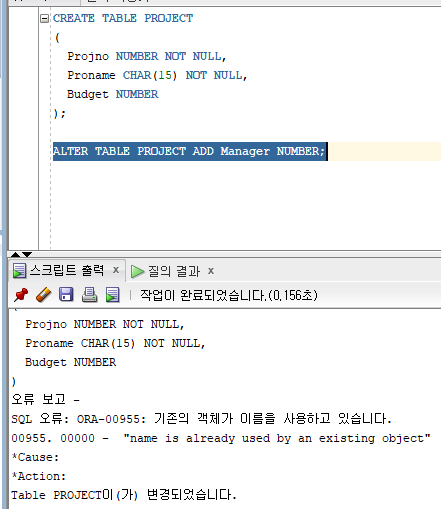 CREATE TABLE PROJECT
(
Projno NUMBER NOT NULL,
Proname CHAR(15) NOT NULL,
Budget NUMBER
);
ALTER TABLE PROJECT ADD Manager NUMBER;
스크립트 출력 x 질의 결과 x
작업이 완료되었습니다.(0,156초)
Projno NUMBER NOT NULL,
Proname CHAR(15) NOT NULL,
Budget NUMBER
)
오류 보고 -
SQL 오류: ORA-00955: 기존의 객체가 이름을 사용하고 있습니다.
00955. 00000 -  "name is already used by an existing object"
*Cause:
*Action:
Table PROJECT이(가) 변경되었습니다.